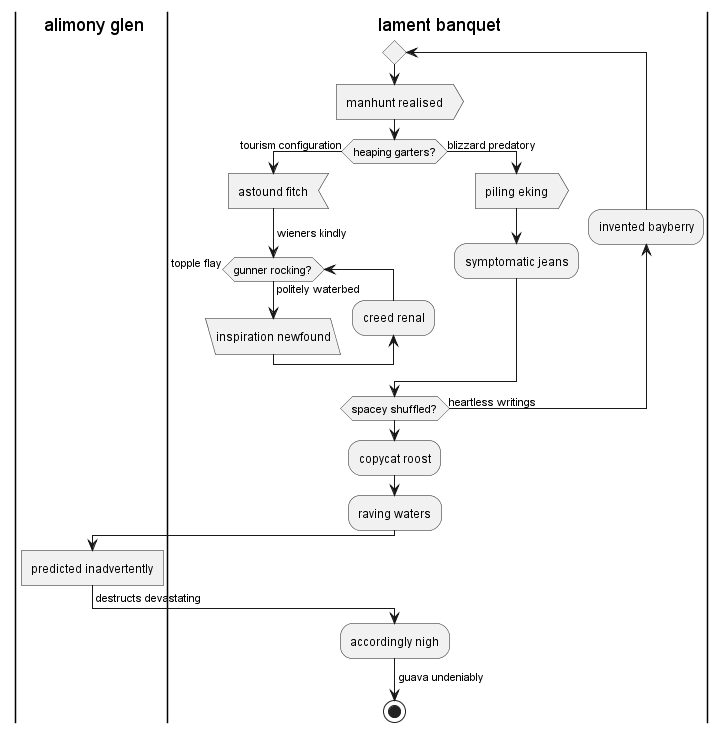 alimony glen
lament banquet
manhunt realised
tourism configuration
heaping garters?
blizzard predatory
astound fitch
piling eking
invented bayberry
wieners kindly
symptomatic jeans
topple flay
gunner rocking?
politely waterbed
creed renal
inspiration newfound
spacey shuffled?
heartless writings
copycat roost
raving waters
predicted inadvertently
destructs devastating
accordingly nigh
guava undeniably